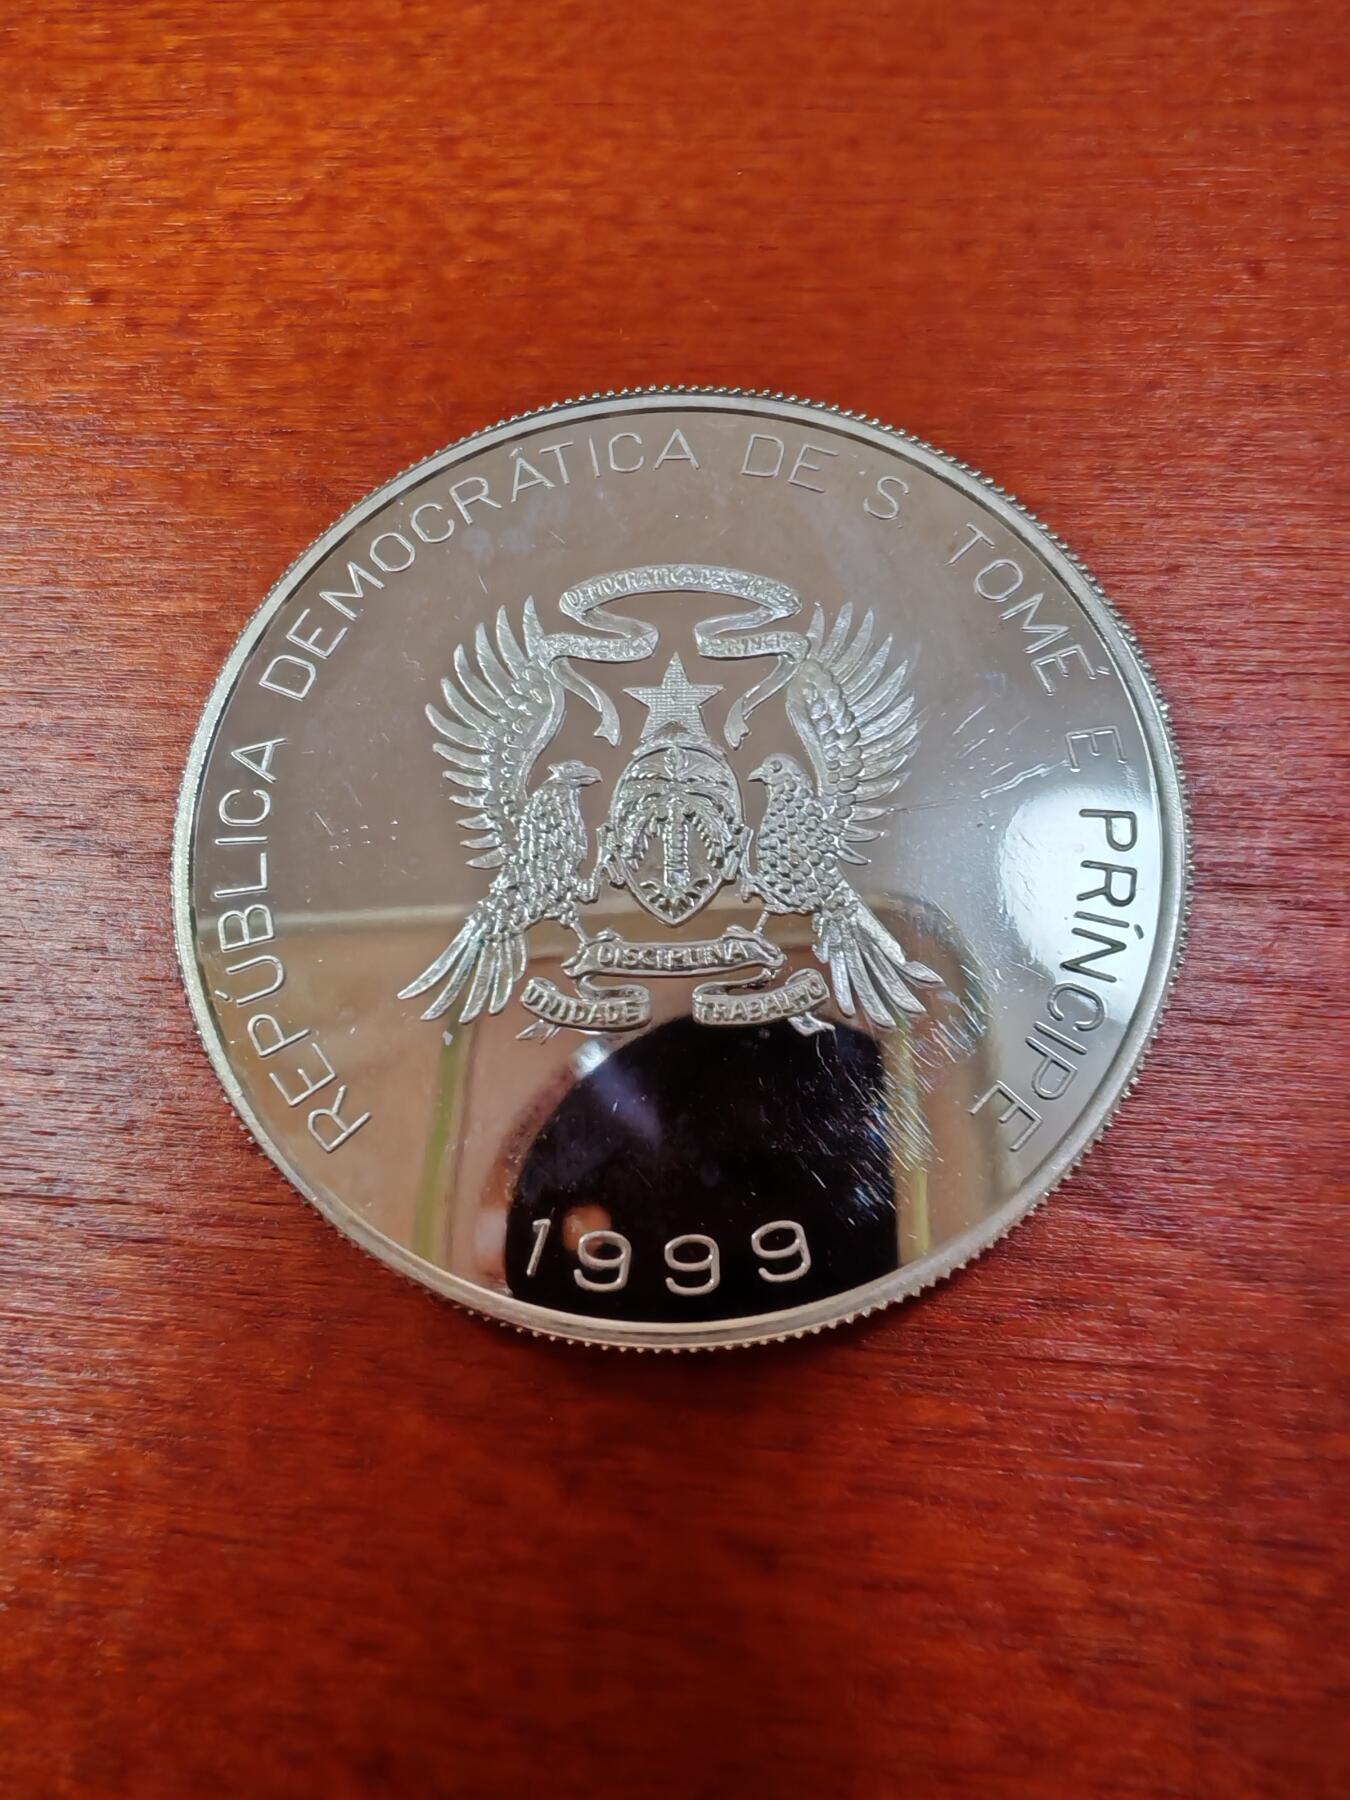 REPÚBLICA DEMOCRÁTICA DE S. TOMÉ E PRÍNCIPE
DISCIPLINA
UNIDADE TRABALHO
1999